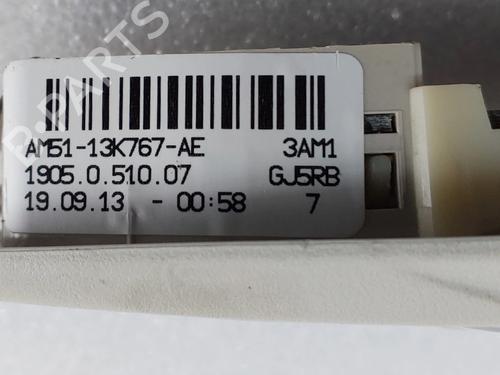 AM51-13K767-AE 3AM1
1905.0.510.07 GJ5RB
19.09.13 - 00:58 7
B-PARTS